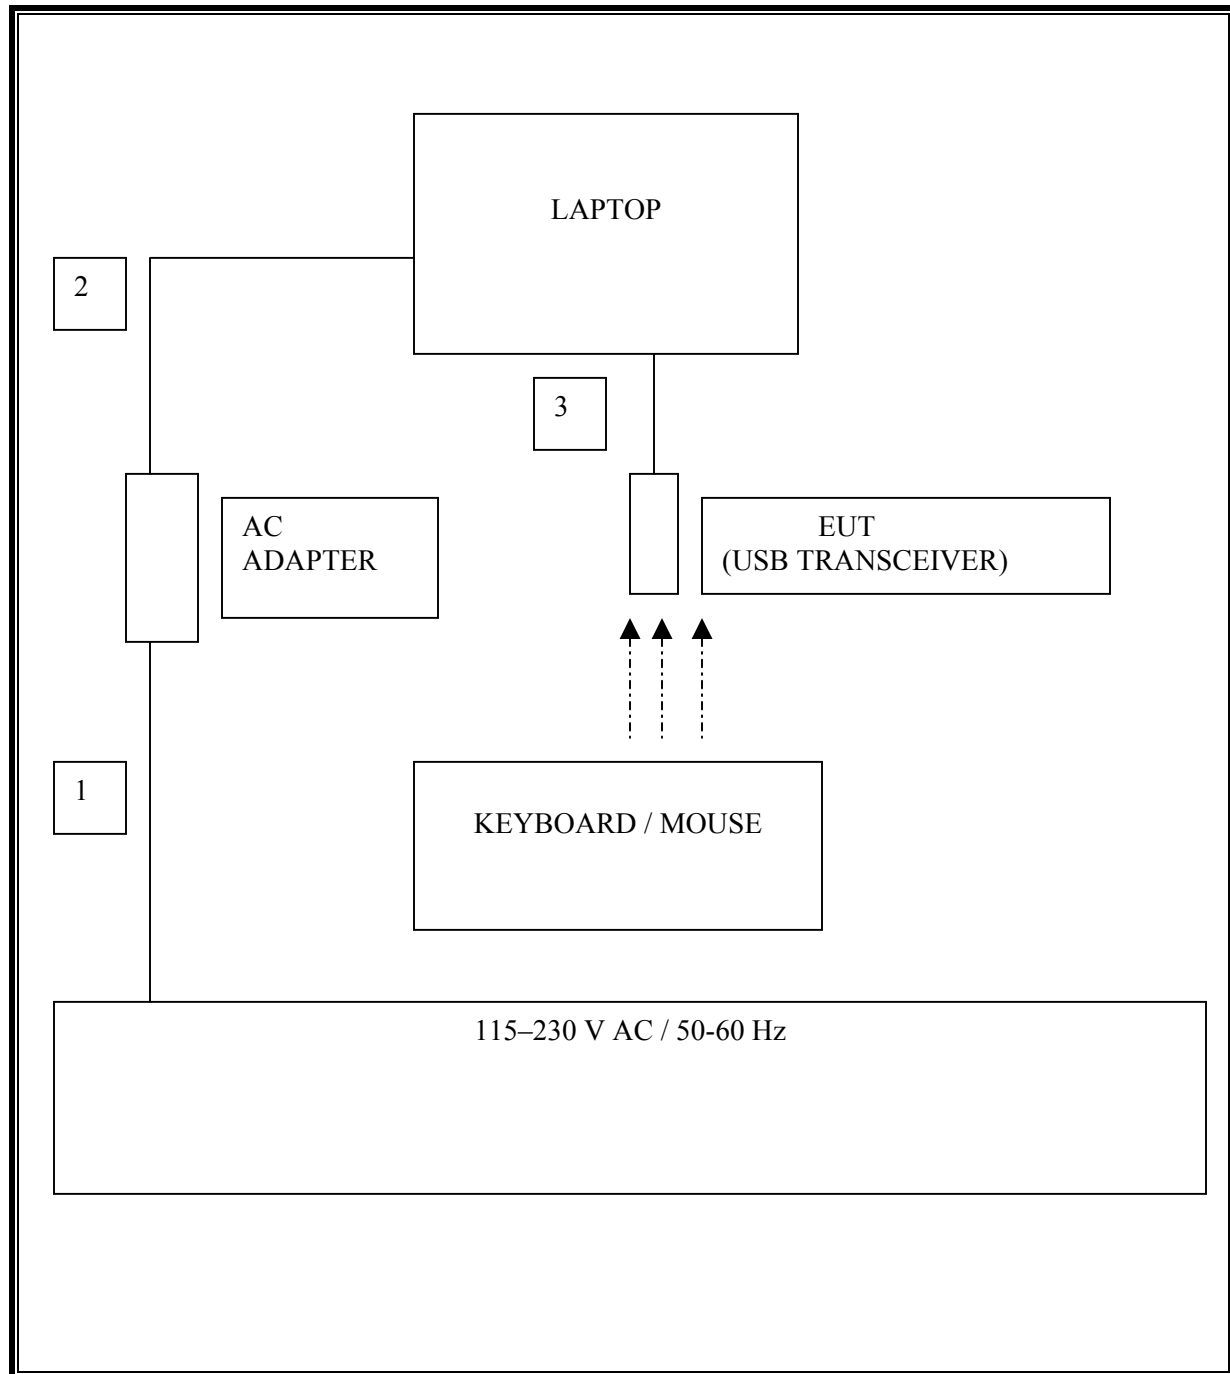 LAPTOP
2
3
AC
ADAPTER
EUT
(USB TRANSCEIVER)
1
KEYBOARD / MOUSE
115–230 V AC / 50-60 Hz